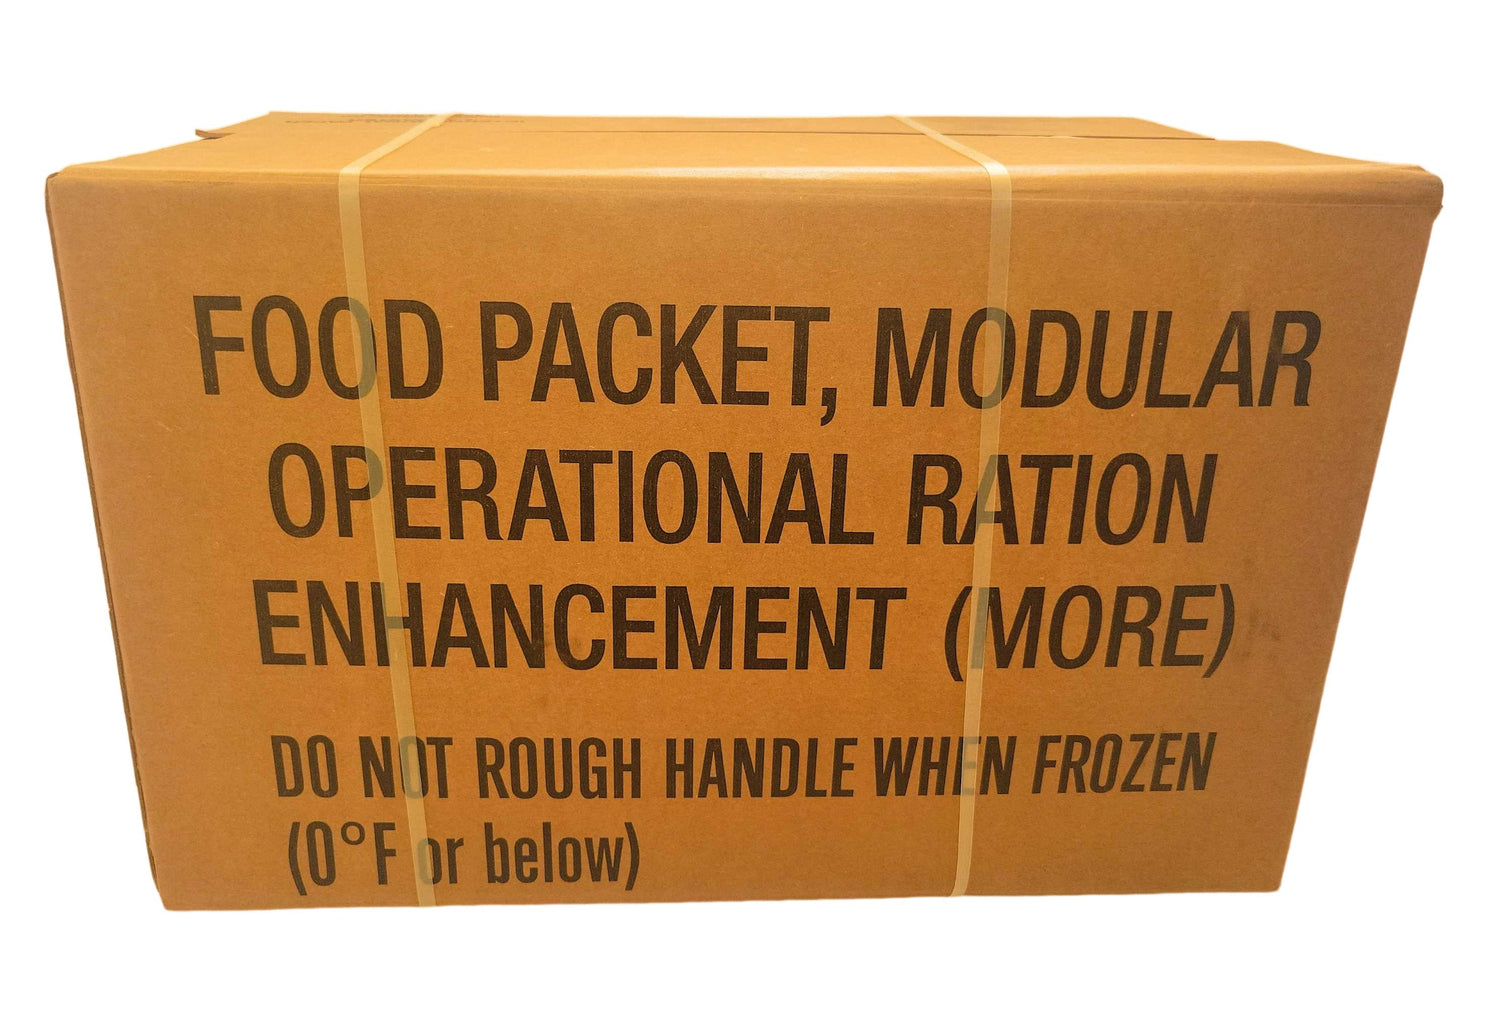 FOOD PACKET, MODULAR
OPERATIONAL RATION
ENHANCEMENT (MORE)
DO NOT ROUGH HANDLE WHEN FROZEN
(0°F or below)